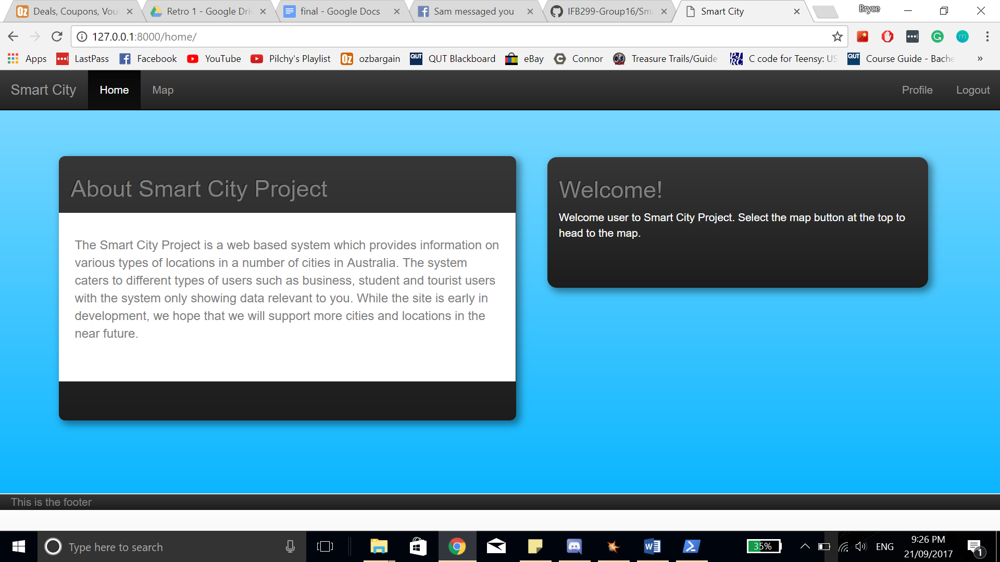 Deals, Coupons, Vou
Retro 1 - Google Dri
final - Google Docs
Sam messaged you
IFB299-Group16/Sma
Smart City
Bryce
127.0.0.1:8000/home/
Apps
LastPass
Facebook
YouTube
Pilchy's Playlist
ozbargain
QUT Blackboard
eBay
Connor
Treasure Trails/Guide
C code for Teensy: US
Course Guide - Bache
Smart City
Home
Map
Profile
Logout
About Smart City Project
The Smart City Project is a web based system which provides information on
various types of locations in a number of cities in Australia. The system
caters to different types of users such as business, student and tourist users
with the system only showing data relevant to you. While the site is early in
development, we hope that we will support more cities and locations in the
near future.
Welcome!
Welcome user to Smart City Project. Select the map button at the top to
head to the map.
This is the footer
Type here to search
35%
ENG
9:26 PM
21/09/2017
1